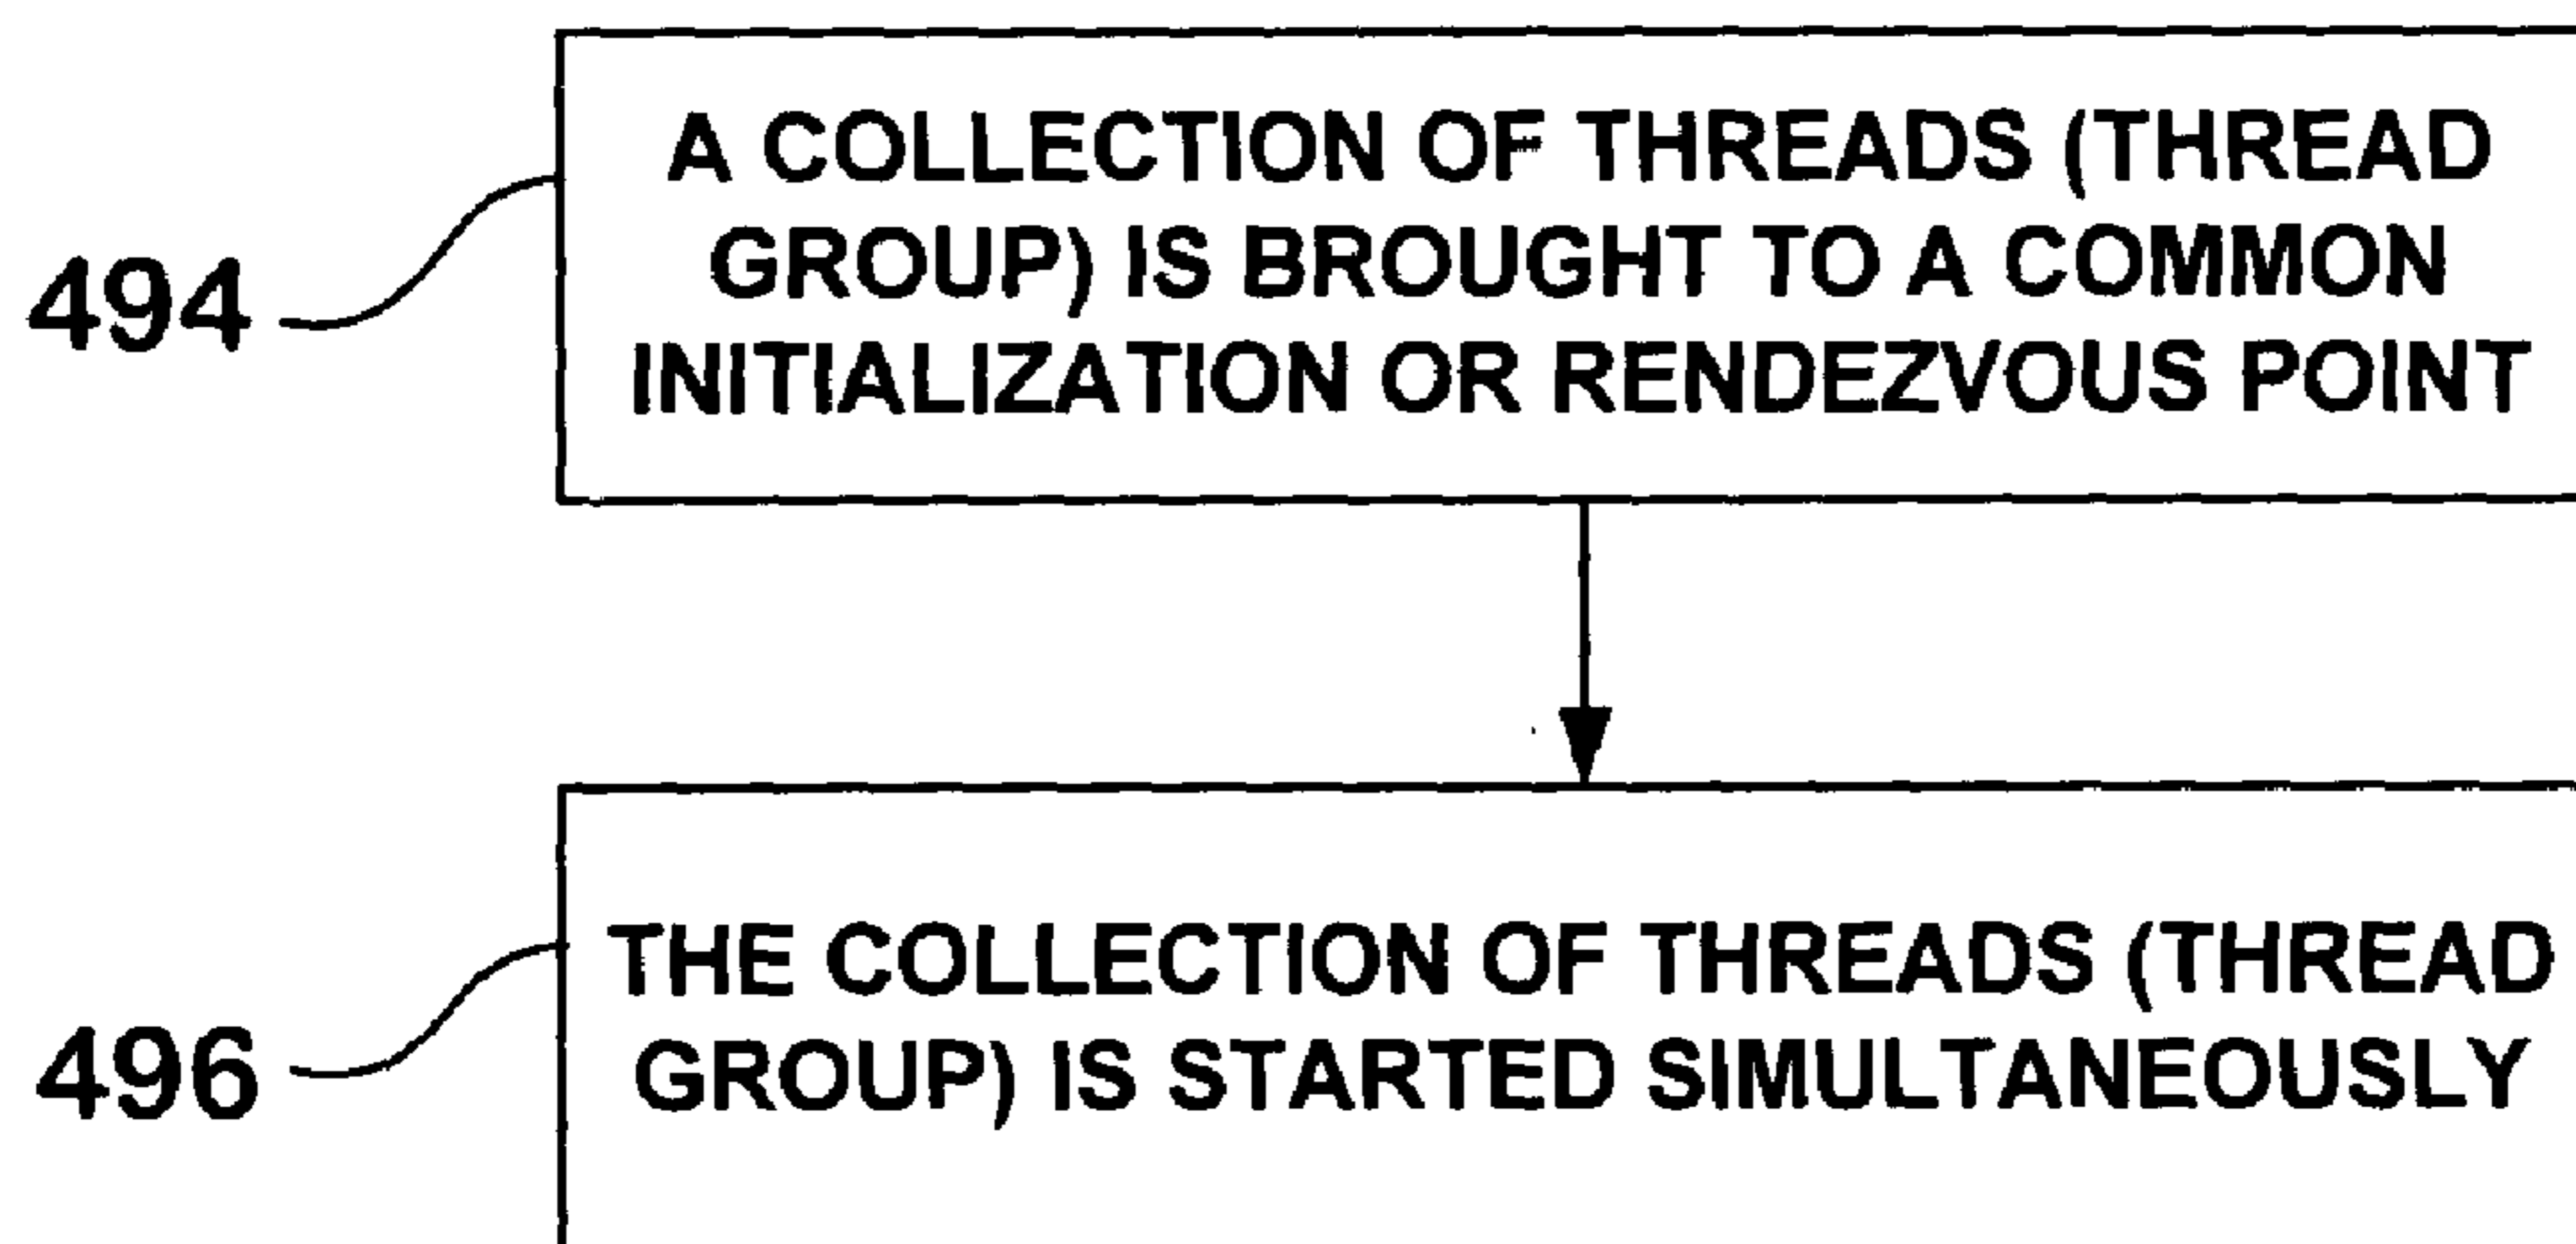 494
A COLLECTION OF THREADS (THREAD
GROUP) IS BROUGHT TO A COMMON
INITIALIZATION OR RENDEZVOUS POINT
496
THE COLLECTION OF THREADS (THREAD
GROUP) IS STARTED SIMULTANEOUSLY